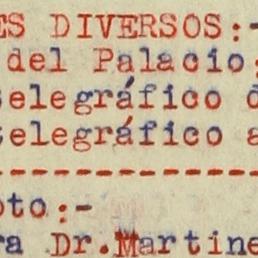 ES DIVERSOS:-
del Palacio:
elegráfico d
elegráfico a
--------------
oto:-
ra Dr.Martine